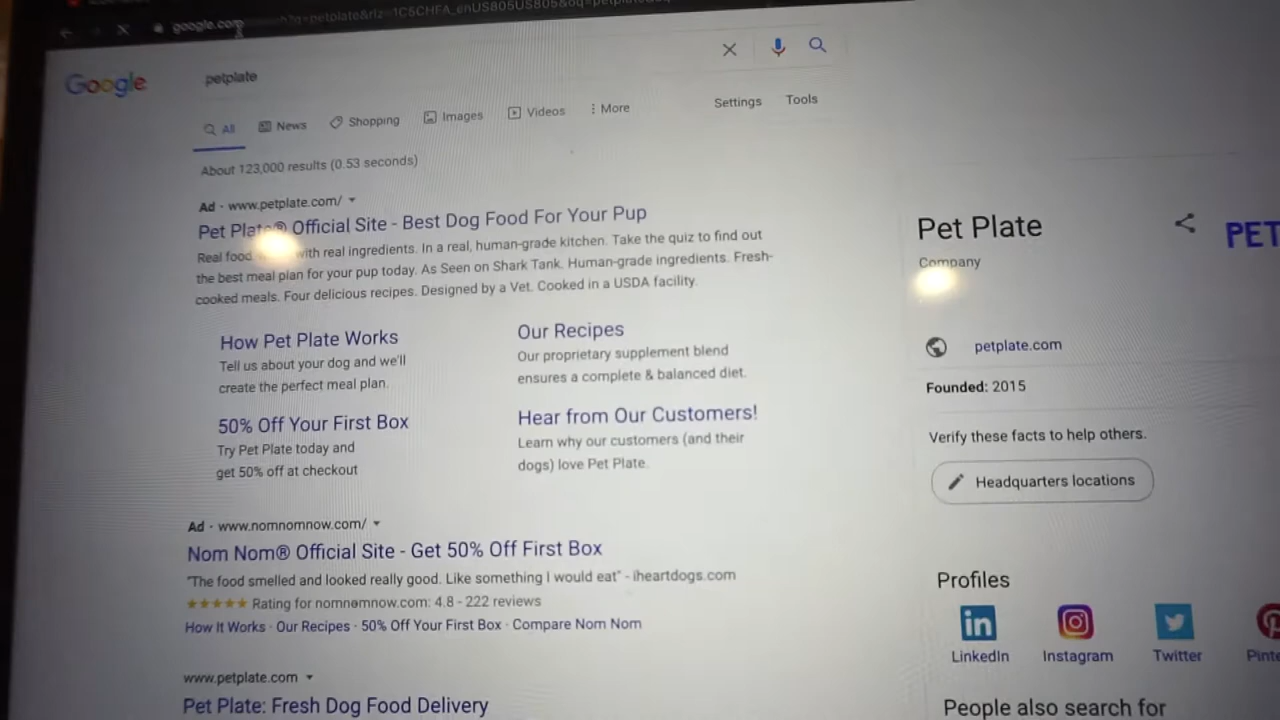 google.com
h?q=petplate&rlz=1C5CHFA_enUS805US805&oq=petplate&
Google
petplate
All
News
Shopping
Images
Videos
More
Settings
Tools
About 123,000 results (0.53 seconds)
Ad · www.petplate.com/
Pet Plate® Official Site - Best Dog Food For Your Pup
Real food. with real ingredients. In a real, human-grade kitchen. Take the quiz to find out
the best meal plan for your pup today. As Seen on Shark Tank. Human-grade ingredients. Fresh-
cooked meals. Four delicious recipes. Designed by a Vet. Cooked in a USDA facility.
How Pet Plate Works
Tell us about your dog and we'll
create the perfect meal plan.
Our Recipes
Our proprietary supplement blend
ensures a complete & balanced diet.
50% Off Your First Box
Try Pet Plate today and
get 50% off at checkout
Hear from Our Customers!
Learn why our customers (and their
dogs) love Pet Plate.
Ad · www.nomnomnow.com/
Nom Nom® Official Site - Get 50% Off First Box
"The food smelled and looked really good. Like something I would eat" - iheartdogs.com
★★★★★ Rating for nomnomnow.com: 4.8 - 222 reviews
How It Works · Our Recipes · 50% Off Your First Box · Compare Nom Nom
www.petplate.com
Pet Plate: Fresh Dog Food Delivery
Pet Plate
Company
PET
petplate.com
Founded: 2015
Verify these facts to help others.
Headquarters locations
Profiles
LinkedIn
Instagram
Twitter
Pinte
People also search for